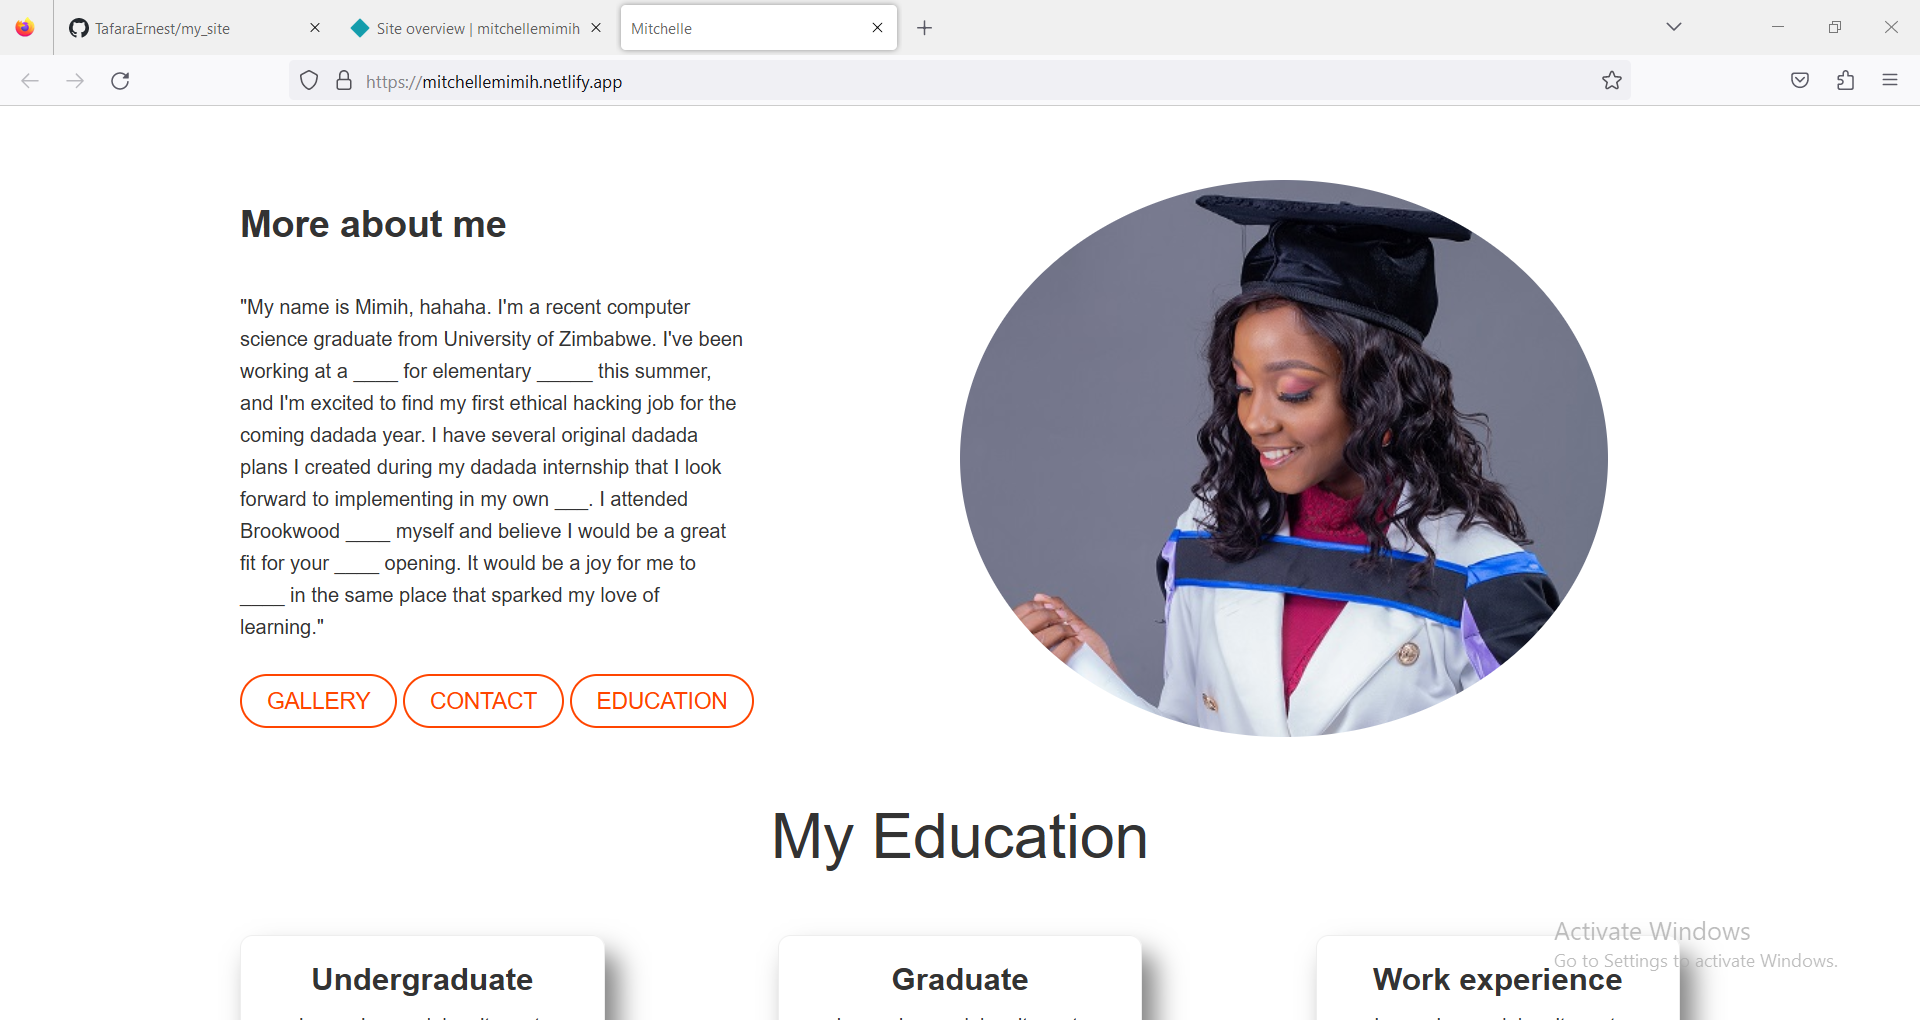 TafaraErnest/my_site
Site overview | mitchellemimih
Mitchelle
https://mitchellemimih.netlify.app
More about me
"My name is Mimih, hahaha. I'm a recent computer
science graduate from University of Zimbabwe. I've been
working at a ____ for elementary _____ this summer,
and I'm excited to find my first ethical hacking job for the
coming dadada year. I have several original dadada
plans I created during my dadada internship that I look
forward to implementing in my own ___. I attended
Brookwood ____ myself and believe I would be a great
fit for your ____ opening. It would be a joy for me to
____ in the same place that sparked my love of
learning."
GALLERY CONTACT EDUCATION
My Education
Undergraduate
Graduate
Work experience
Activate Windows
Go to Settings to activate Windows.